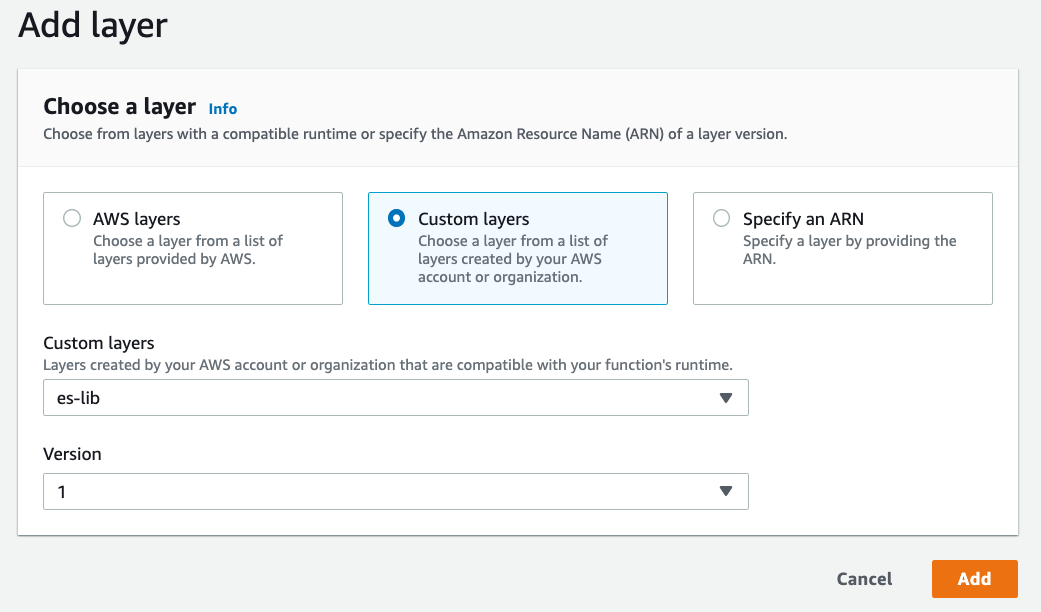 Add layer
Choose a layer Info
Choose from layers with a compatible runtime or specify the Amazon Resource Name (ARN) of a layer version.
AWS layers
Choose a layer from a list of
layers provided by AWS.
Custom layers
Choose a layer from a list of
layers created by your AWS
account or organization.
Specify an ARN
Specify a layer by providing the
ARN.
Custom layers
Layers created by your AWS account or organization that are compatible with your function's runtime.
es-lib
Version
1
Cancel Add